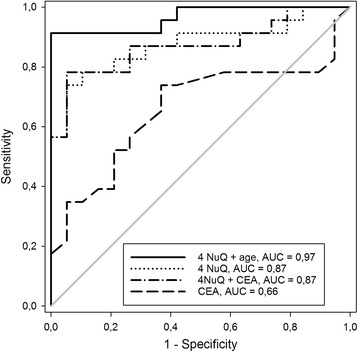 1,0
0,8
0,6
0,4
0,2
0,0
Sensitivity
4 NuQ + age, AUC = 0,97
4 NuQ, AUC = 0,87
4NuQ + CEA, AUC = 0,87
CEA, AUC = 0,66
0,0 0,2 0,4 0,6 0,8 1,0
1 - Specificity